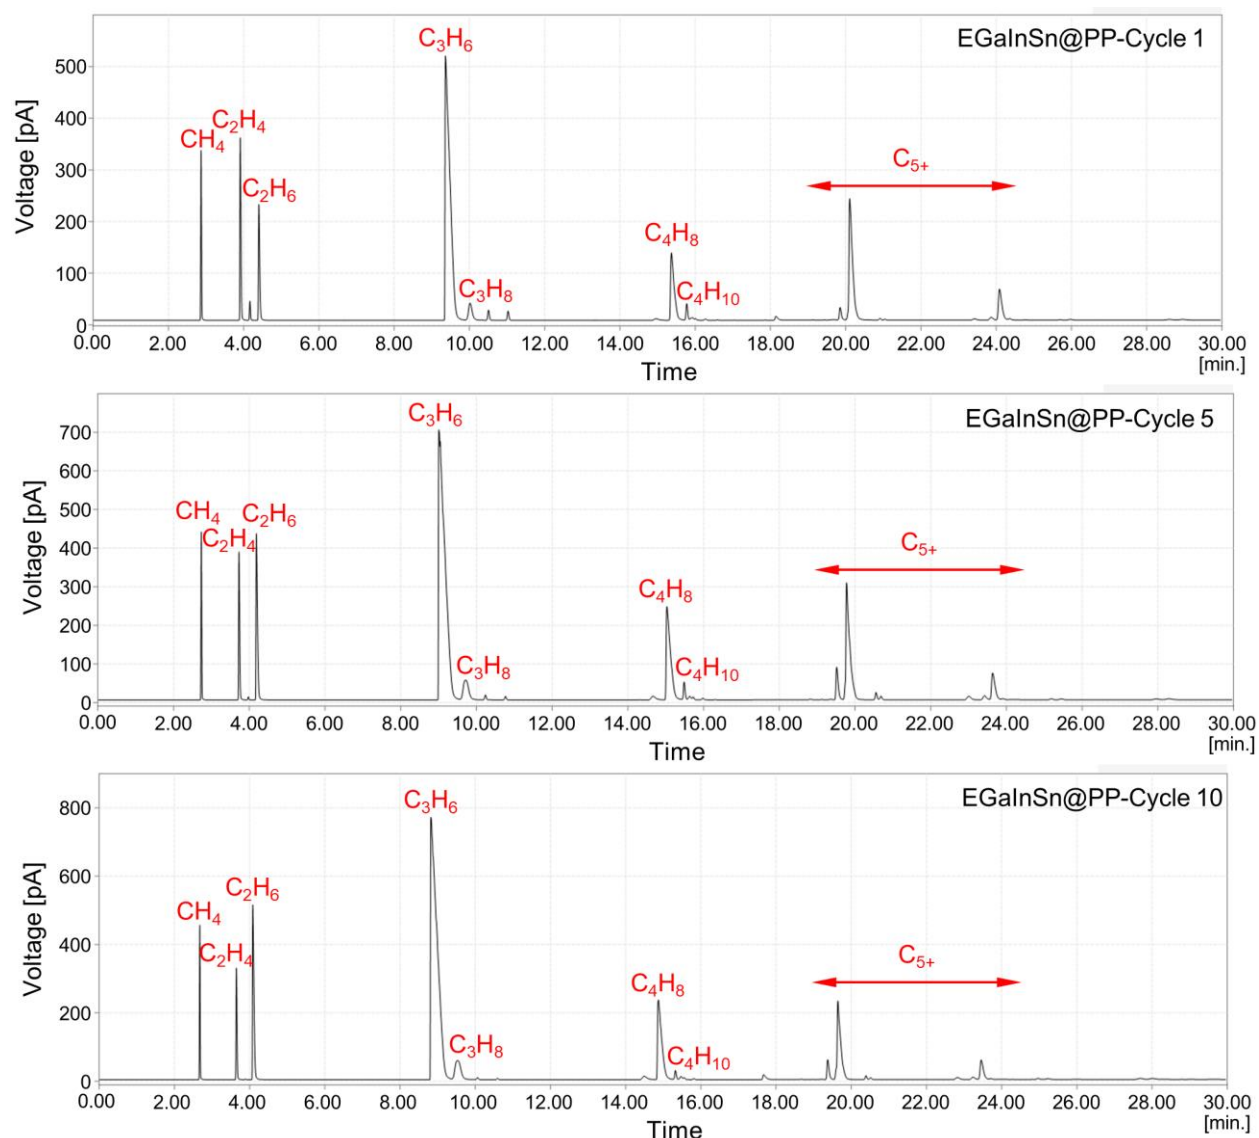 EGaInSn@PP-Cycle 1
Voltage [pA]
500
400
300
200
100
0
CH₄
C₂H₄
C₂H₆
C₃H₆
C₃H₈
C₄H₈
C₄H₁₀
C₅₊
0.00 2.00 4.00 6.00 8.00 10.00 12.00 14.00 16.00 18.00 20.00 22.00 24.00 26.00 28.00 30.00
Time
[min.]
EGaInSn@PP-Cycle 5
Voltage [pA]
700
600
500
400
300
200
100
0
CH₄
C₂H₄
C₂H₆
C₃H₆
C₃H₈
C₄H₈
C₄H₁₀
C₅₊
0.00 2.00 4.00 6.00 8.00 10.00 12.00 14.00 16.00 18.00 20.00 22.00 24.00 26.00 28.00 30.00
Time
[min.]
EGaInSn@PP-Cycle 10
Voltage [pA]
800
600
400
200
0
CH₄
C₂H₄
C₂H₆
C₃H₆
C₃H₈
C₄H₈
C₄H₁₀
C₅₊
0.00 2.00 4.00 6.00 8.00 10.00 12.00 14.00 16.00 18.00 20.00 22.00 24.00 26.00 28.00 30.00
Time
[min.]